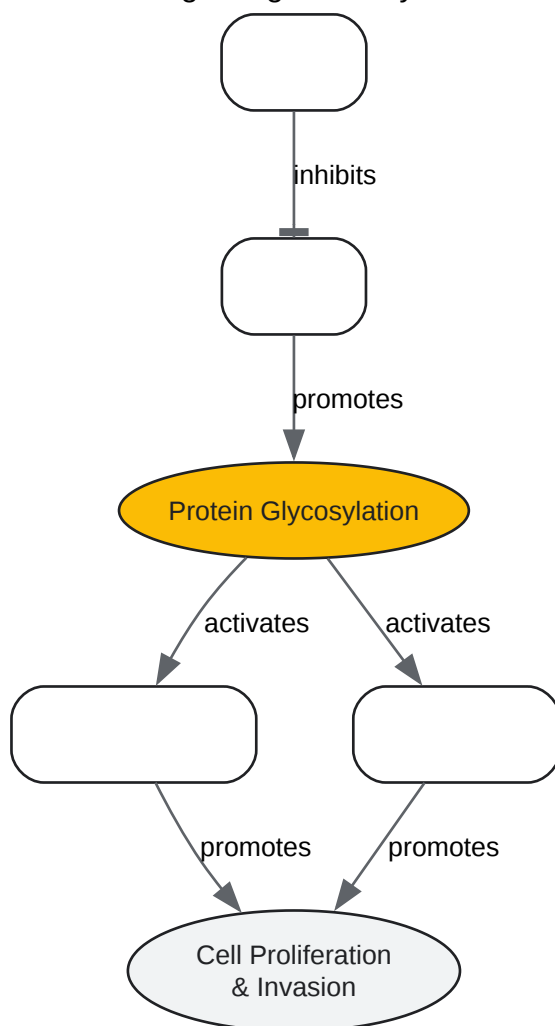 inhibits
promotes
Protein Glycosylation
activates
activates
promotes
promotes
Cell Proliferation
& Invasion